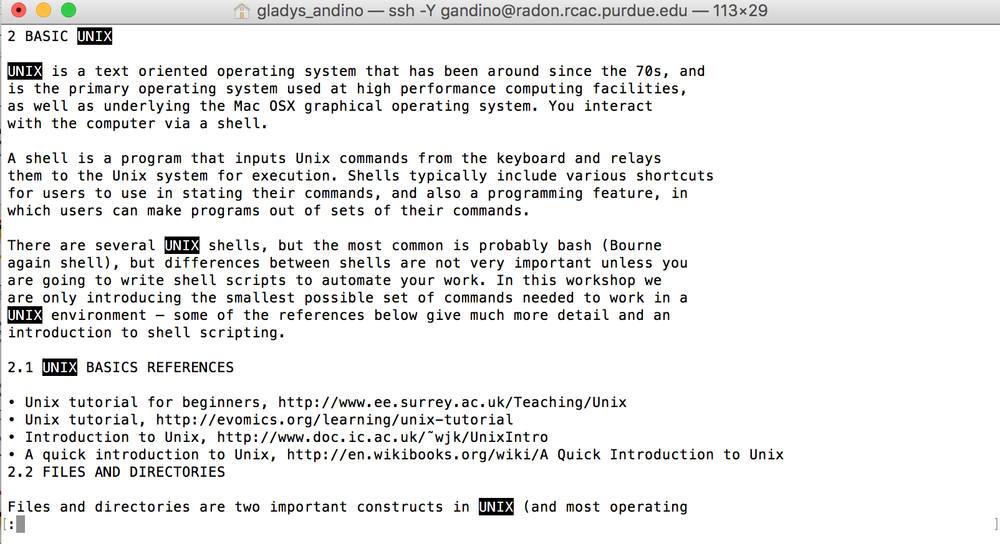 gladys_andino — ssh -Y gandino@radon.rcac.purdue.edu — 113×29
2 BASIC UNIX
UNIX is a text oriented operating system that has been around since the 70s, and
is the primary operating system used at high performance computing facilities,
as well as underlying the Mac OSX graphical operating system. You interact
with the computer via a shell.
A shell is a program that inputs Unix commands from the keyboard and relays
them to the Unix system for execution. Shells typically include various shortcuts
for users to use in stating their commands, and also a programming feature, in
which users can make programs out of sets of their commands.
There are several UNIX shells, but the most common is probably bash (Bourne
again shell), but differences between shells are not very important unless you
are going to write shell scripts to automate your work. In this workshop we
are only introducing the smallest possible set of commands needed to work in a
UNIX environment – some of the references below give much more detail and an
introduction to shell scripting.
2.1 UNIX BASICS REFERENCES
• Unix tutorial for beginners, http://www.ee.surrey.ac.uk/Teaching/Unix
• Unix tutorial, http://evomics.org/learning/unix-tutorial
• Introduction to Unix, http://www.doc.ic.ac.uk/˜wjk/UnixIntro
• A quick introduction to Unix, http://en.wikibooks.org/wiki/A Quick Introduction to Unix
2.2 FILES AND DIRECTORIES
Files and directories are two important constructs in UNIX (and most operating
[: ]